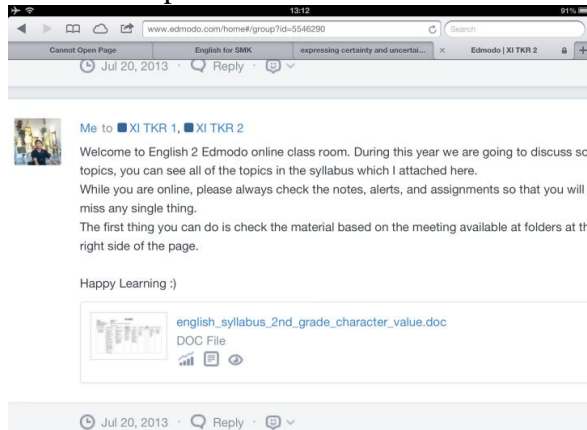 13:12
91%
www.edmodo.com/home#/group?id=5546290
Search
Cannot Open Page
English for SMK
expressing certainty and uncertai...
Edmodo | XI TKR 2
Jul 20, 2013 · Reply ·
Me to XI TKR 1, XI TKR 2
Welcome to English 2 Edmodo online class room. During this year we are going to discuss so
topics, you can see all of the topics in the syllabus which I attached here.
While you are online, please always check the notes, alerts, and assignments so that you will
miss any single thing.
The first thing you can do is check the material based on the meeting available at folders at th
right side of the page.
Happy Learning :)
english_syllabus_2nd_grade_character_value.doc
DOC File
Jul 20, 2013 · Reply ·